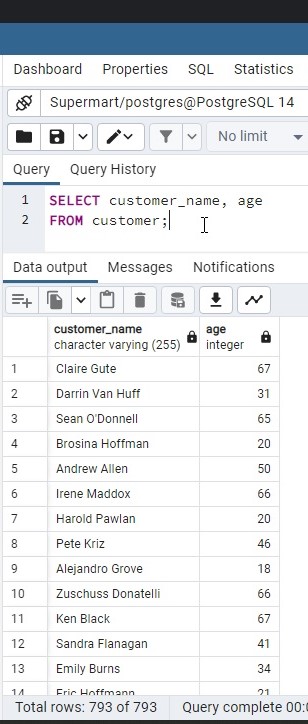 Dashboard Properties SQL Statistics
Supermart/postgres@PostgreSQL 14
No limit
Query Query History
1 SELECT customer_name, age
2 FROM customer;
Data output Messages Notifications
customer_name age
character varying (255) integer
1 Claire Gute 67
2 Darrin Van Huff 31
3 Sean O'Donnell 65
4 Brosina Hoffman 20
5 Andrew Allen 50
6 Irene Maddox 66
7 Harold Pawlan 20
8 Pete Kriz 46
9 Alejandro Grove 18
10 Zuschuss Donatelli 66
11 Ken Black 67
12 Sandra Flanagan 41
13 Emily Burns 34
14 Eric Hoffmann 21
Total rows: 793 of 793 Query complete